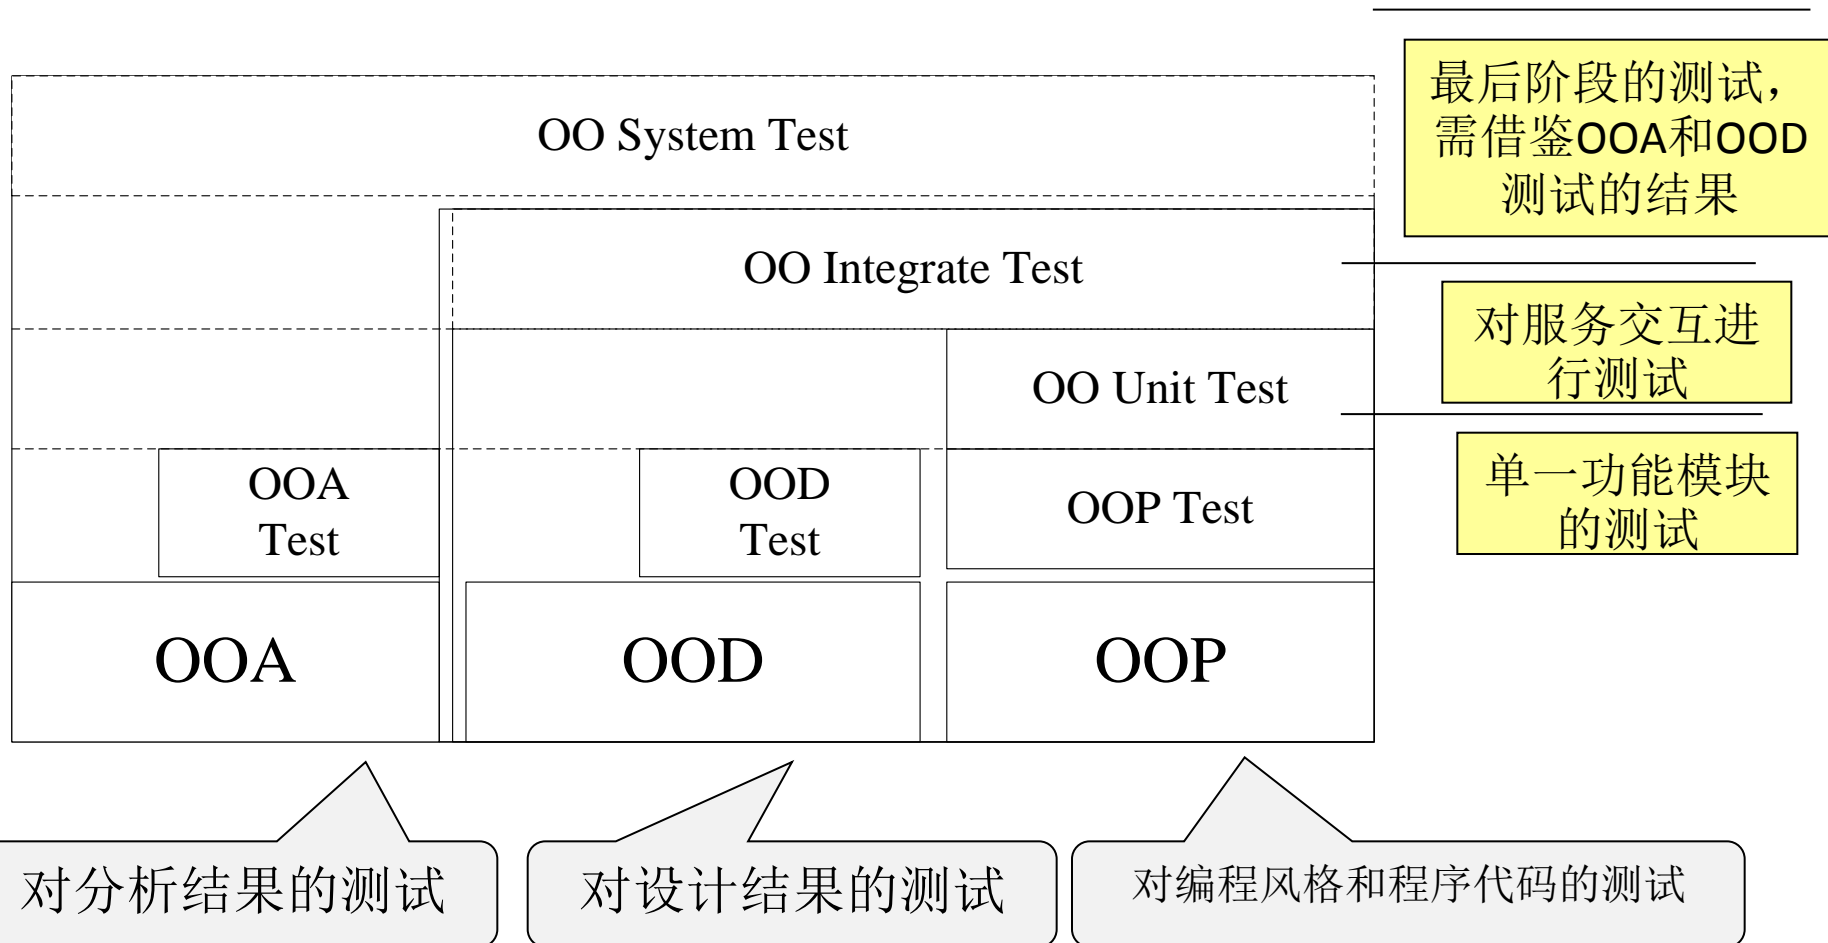 OO System Test
最后阶段的测试，
需借鉴OOA和OOD
测试的结果
OO Integrate Test
对服务交互进
行测试
OO Unit Test
单一功能模块
的测试
OOA
Test
OOD
Test
OOP Test
OOA
OOD
OOP
对分析结果的测试
对设计结果的测试
对编程风格和程序代码的测试